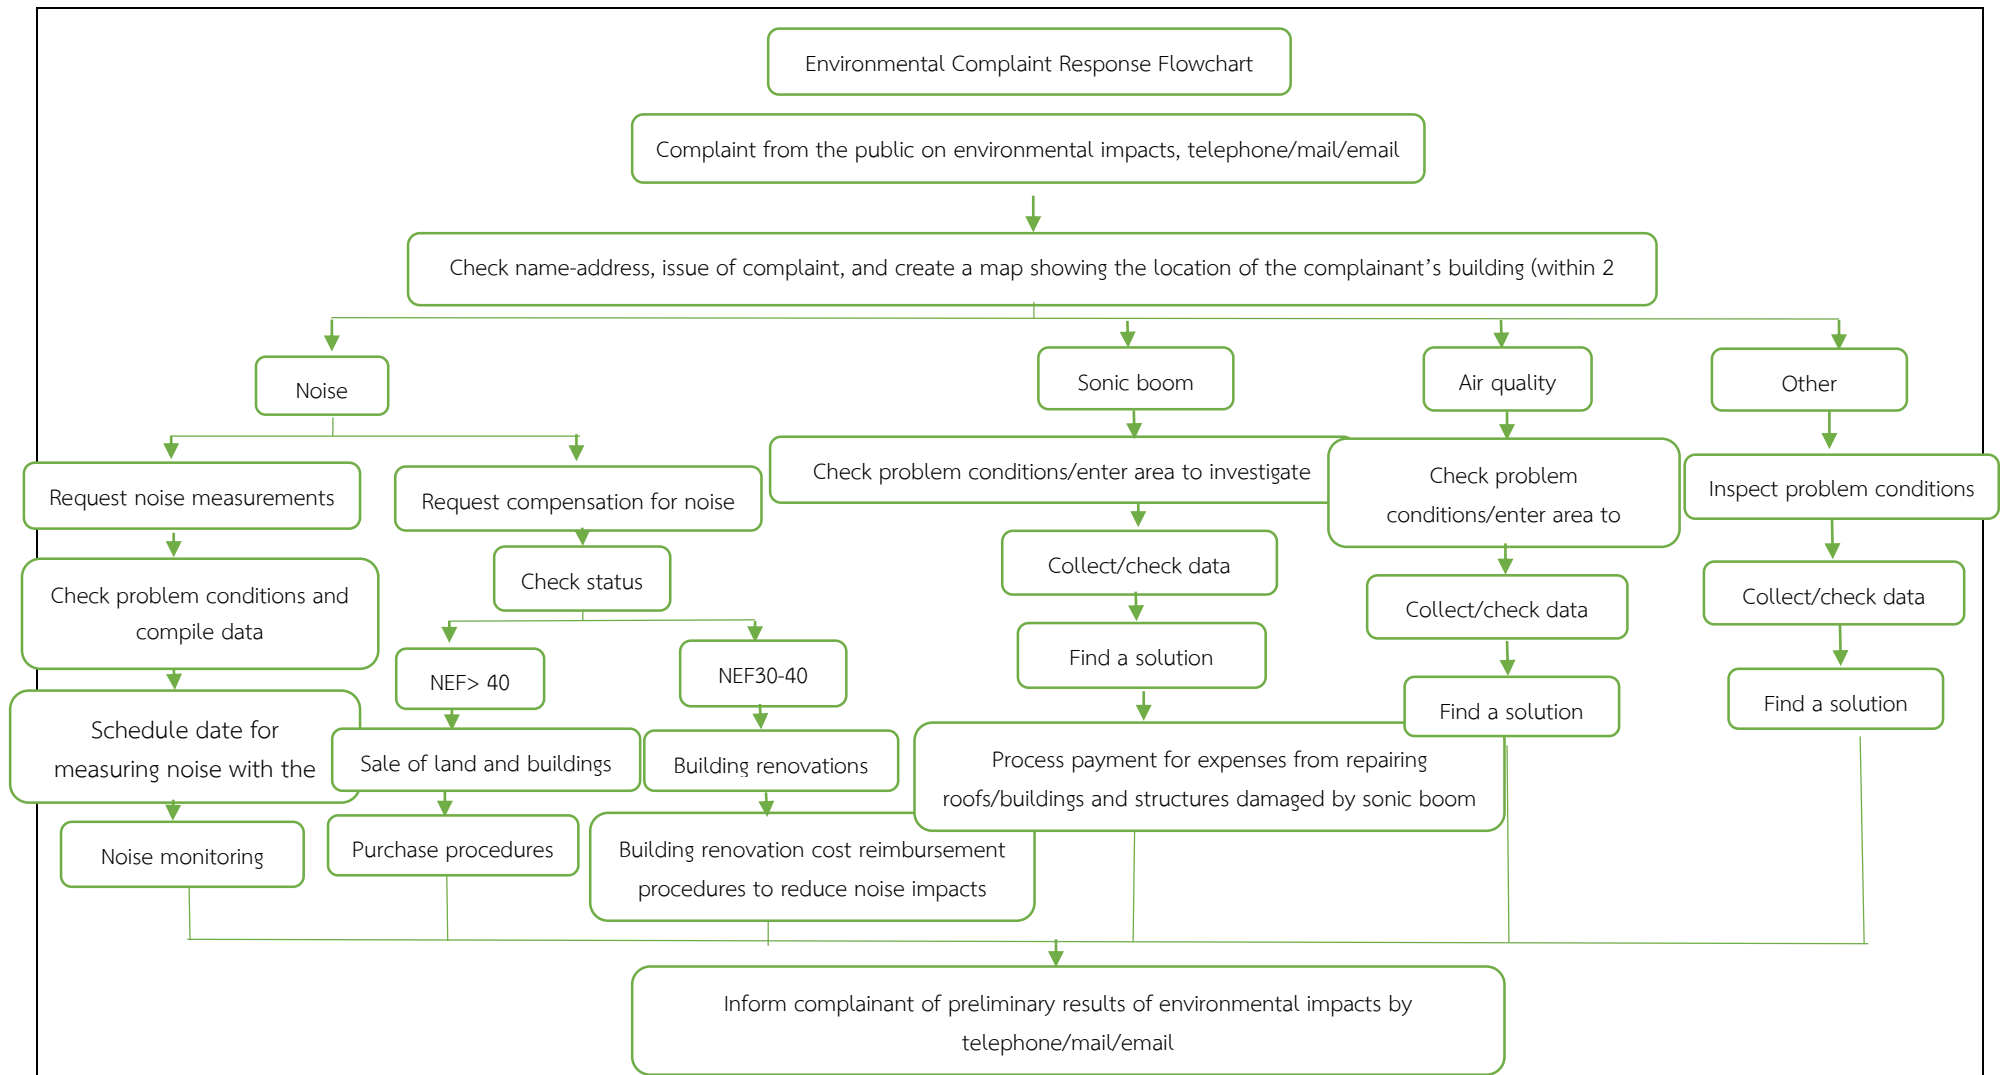 Environmental Complaint Response Flowchart
Complaint from the public on environmental impacts, telephone/mail/email
Check name-address, issue of complaint, and create a map showing the location of the complainant's building (within 2
Noise
Sonic boom
Air quality
Other
Request noise measurements
Request compensation for noise
Check problem conditions/enter area to investigate
Check problem
conditions/enter area to
Inspect problem conditions
Check problem conditions and
compile data
Check status
Collect/check data
Collect/check data
Collect/check data
NEF> 40
NEF30-40
Find a solution
Find a solution
Find a solution
Schedule date for
measuring noise with the
Sale of land and buildings
Building renovations
Process payment for expenses from repairing
roofs/buildings and structures damaged by sonic boom
Noise monitoring
Purchase procedures
Building renovation cost reimbursement
procedures to reduce noise impacts
Inform complainant of preliminary results of environmental impacts by
telephone/mail/email